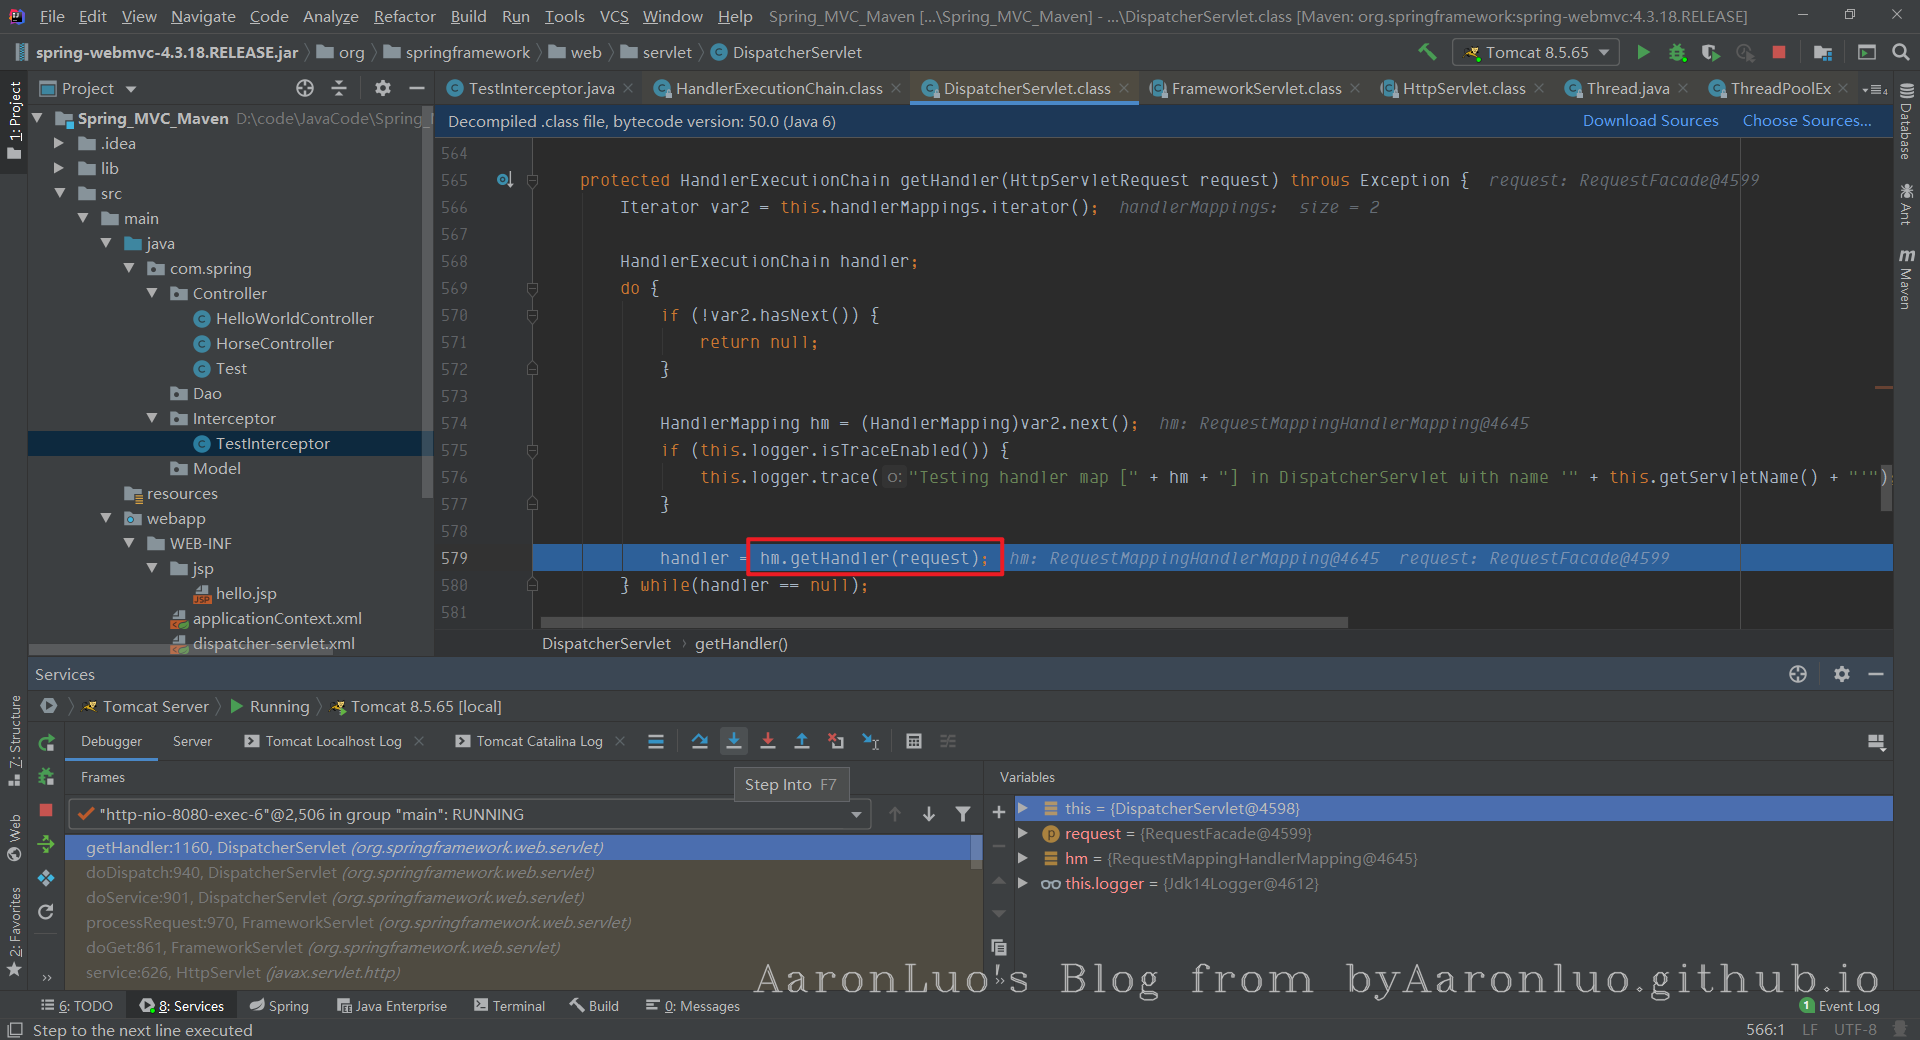 File Edit View Navigate Code Analyze Refactor Build Run Tools VCS Window Help Spring_MVC_Maven [...\Spring_MVC_Maven] - ...\DispatcherServlet.class [Maven: org.springframework:spring-webmvc:4.3.18.RELEASE]
spring-webmvc-4.3.18.RELEASE.jar org springframework web servlet DispatcherServlet Tomcat 8.5.65
1: Project
Project
TestInterceptor.java HandlerExecutionChain.class DispatcherServlet.class FrameworkServlet.class HttpServlet.class Thread.java ThreadPoolEx 4
Spring_MVC_Maven D:\code\JavaCode\Spring_
.idea
lib
src
main
java
com.spring
Controller
HelloWorldController
HorseController
Test
Dao
Interceptor
TestInterceptor
Model
resources
webapp
WEB-INF
jsp
hello.jsp
applicationContext.xml
dispatcher-servlet.xml
Decompiled .class file, bytecode version: 50.0 (Java 6) Download Sources Choose Sources...
564
565 protected HandlerExecutionChain getHandler(HttpServletRequest request) throws Exception { request: RequestFacade@4599
566 Iterator var2 = this.handlerMappings.iterator(); handlerMappings: size = 2
567
568 HandlerExecutionChain handler;
569 do {
570 if (!var2.hasNext()) {
571 return null;
572 }
573
574 HandlerMapping hm = (HandlerMapping)var2.next(); hm: RequestMappingHandlerMapping@4645
575 if (this.logger.isTraceEnabled()) {
576 this.logger.trace( o: "Testing handler map [" + hm + "] in DispatcherServlet with name '" + this.getServletName() + "'");
577 }
578
579 handler = hm.getHandler(request); hm: RequestMappingHandlerMapping@4645 request: RequestFacade@4599
580 } while(handler == null);
581
DispatcherServlet › getHandler()
Database
Ant
Maven
Services
Tomcat Server Running Tomcat 8.5.65 [local]
Debugger Server Tomcat Localhost Log Tomcat Catalina Log
Step Into F7
Frames
"http-nio-8080-exec-6"@2,506 in group "main": RUNNING
getHandler:1160, DispatcherServlet (org.springframework.web.servlet)
doDispatch:940, DispatcherServlet (org.springframework.web.servlet)
doService:901, DispatcherServlet (org.springframework.web.servlet)
processRequest:970, FrameworkServlet (org.springframework.web.servlet)
doGet:861, FrameworkServlet (org.springframework.web.servlet)
service:626, HttpServlet (javax.servlet.http)
Variables
this = {DispatcherServlet@4598}
request = {RequestFacade@4599}
hm = {RequestMappingHandlerMapping@4645}
this.logger = {Jdk14Logger@4612}
7: Structure
Web
2: Favorites
AaronLuo's Blog from byAaronluo.github.io
6: TODO 8: Services Spring Java Enterprise Terminal Build 0: Messages 1 Event Log
Step to the next line executed 566:1 LF UTF-8